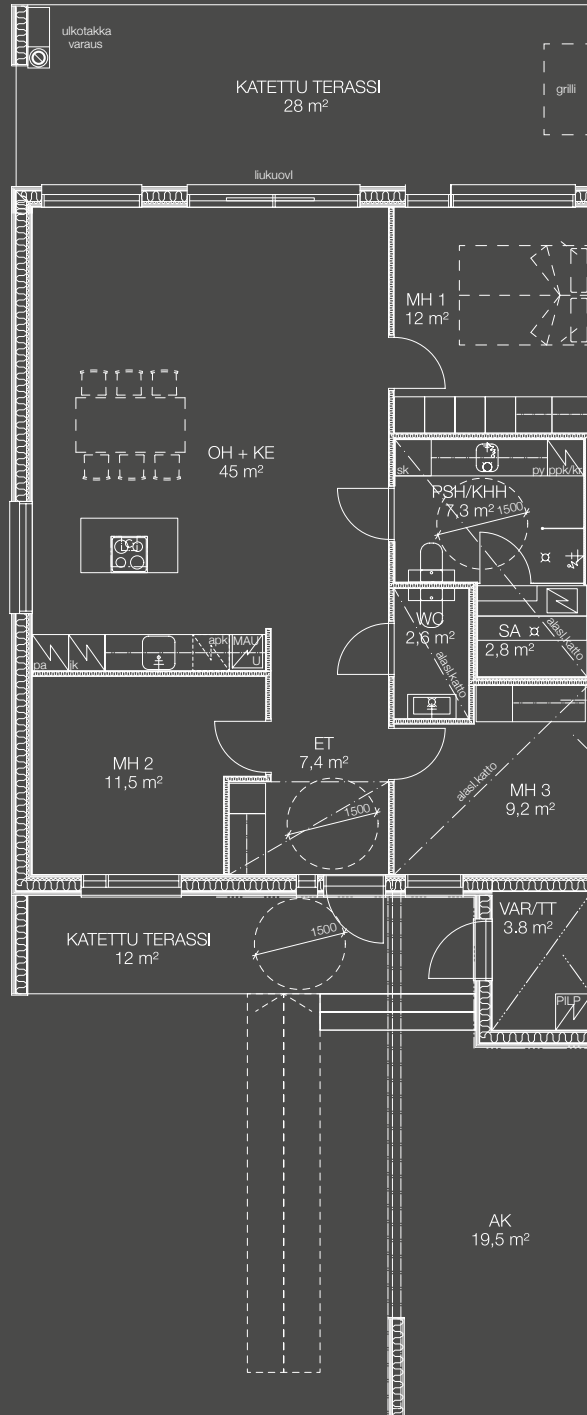 ulkotakka
varaus
KATETTU TERASSI
28 m²
grilli
liukuovl
MH 1
12 m²
OH + KE
45 m²
sk
py ppk/kr
PSH/KHH
7,3 m²
1500
WC
2,6 m²
alasl.katto
SA
2,8 m²
alasl.katto
pa
jk
apk
MAU
U
MH 2
11,5 m²
ET
7,4 m²
1500
alasl.katto
MH 3
9,2 m²
KATETTU TERASSI
12 m²
1500
VAR/TT
3.8 m²
PILP
AK
19,5 m²